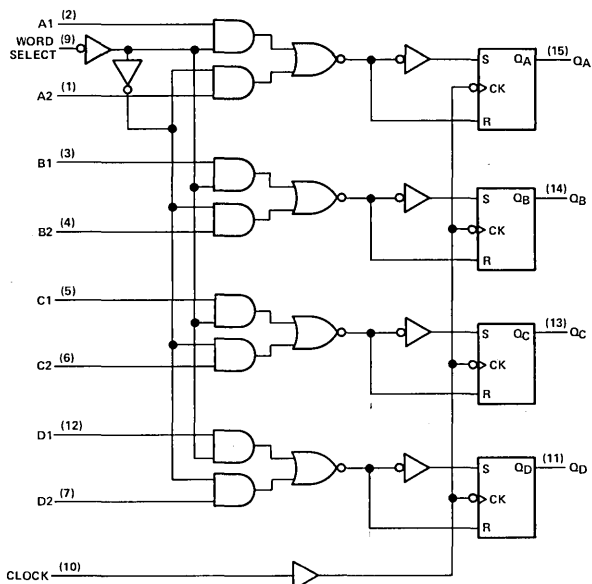 A1 (2)
WORD SELECT (9)
A2 (1)
S QA (15) QA
CK
R
B1 (3)
B2 (4)
S QB (14) QB
CK
R
C1 (5)
C2 (6)
S QC (13) QC
CK
R
D1 (12)
D2 (7)
S QD (11) QD
CK
R
CLOCK (10)